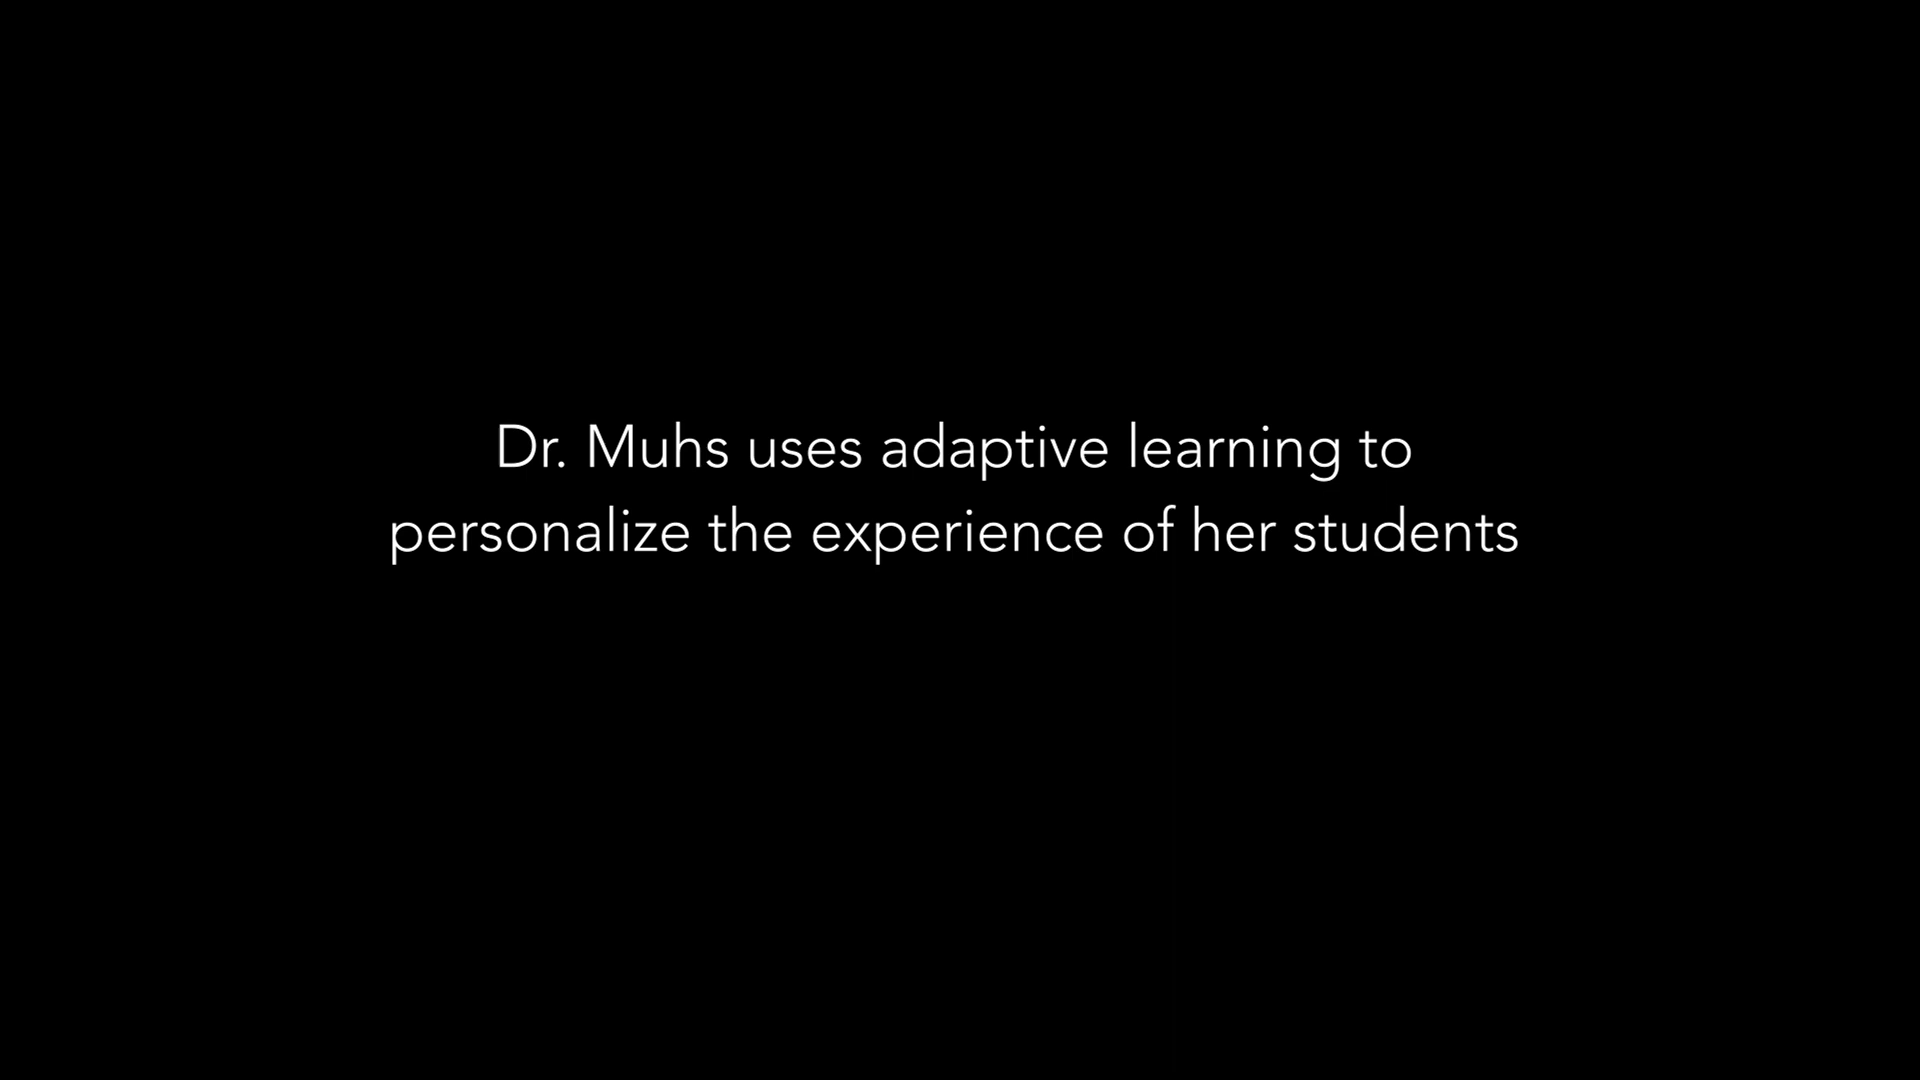 Dr. Muhs uses adaptive learning to
personalize the experience of her students